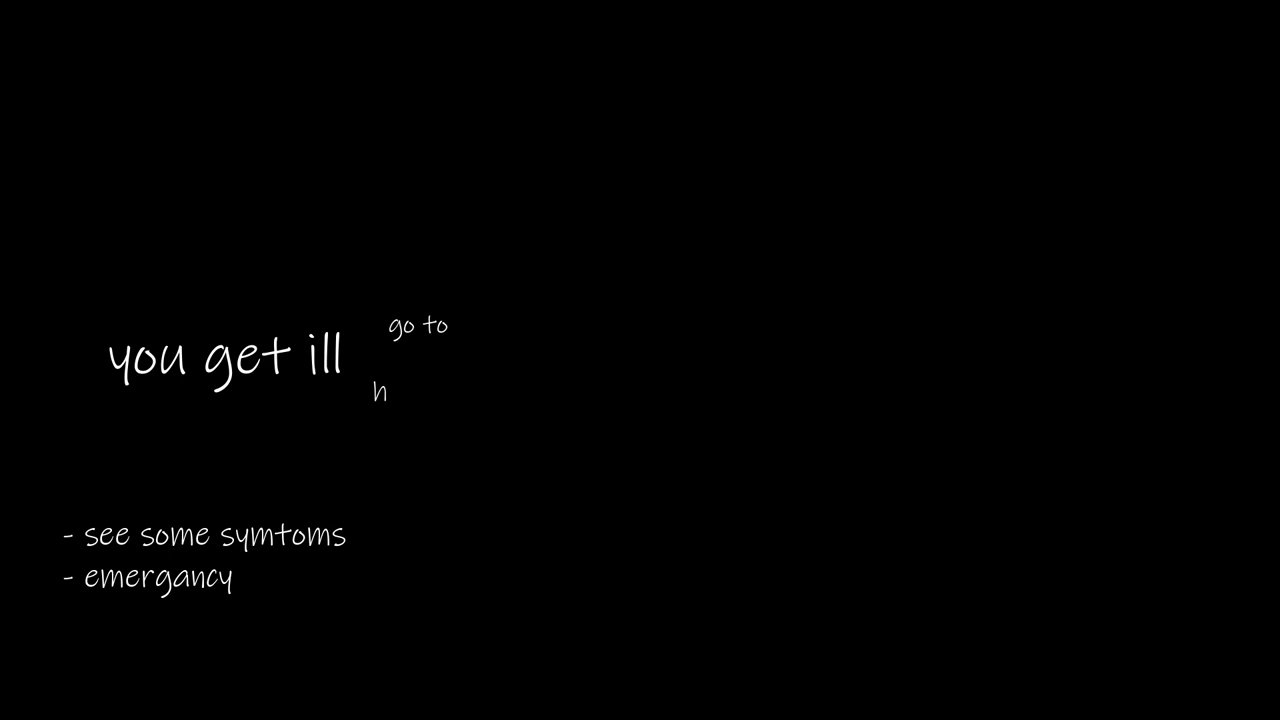 go to
you get ill
h
- see some symtoms
- emergancy